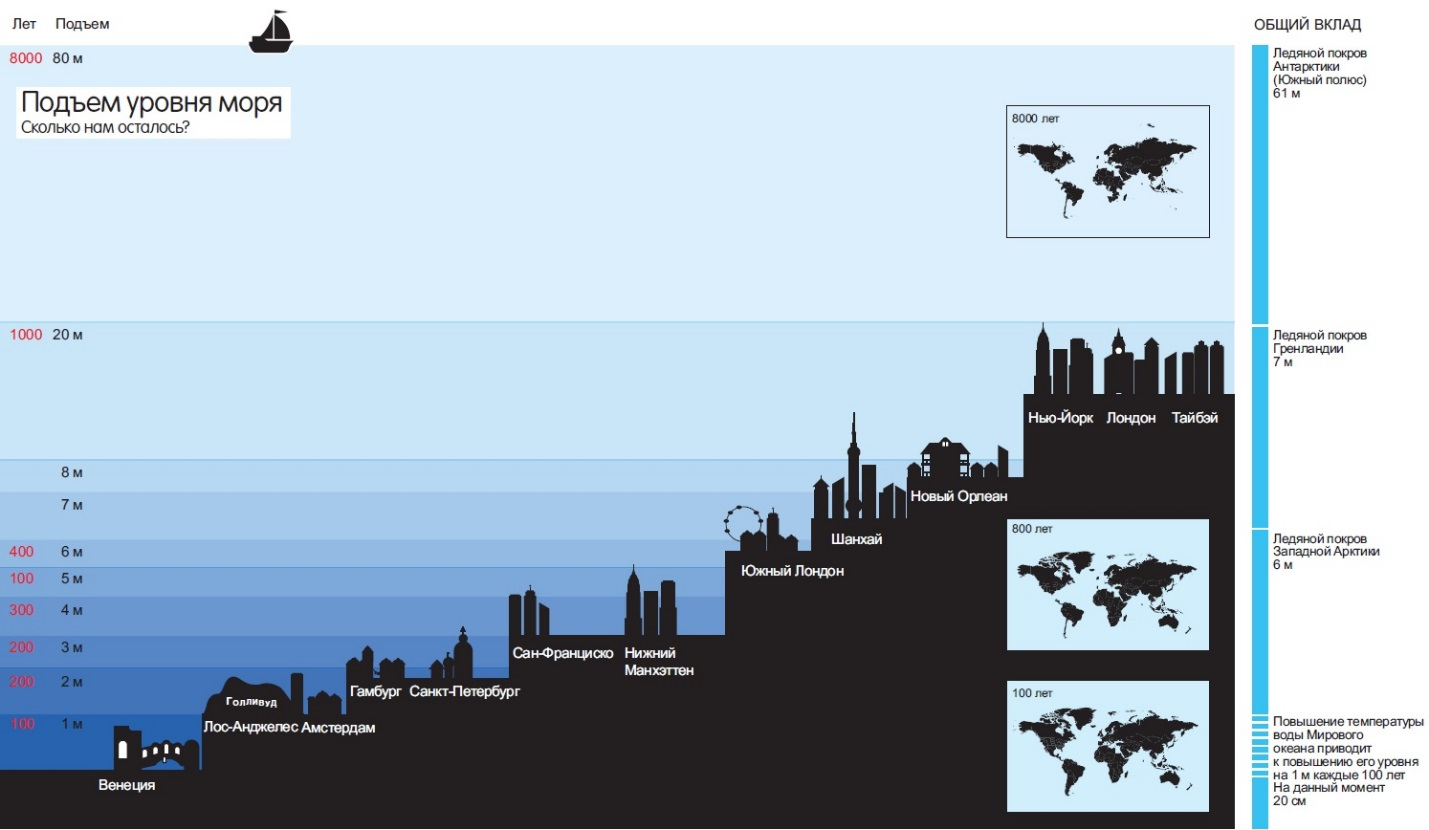 Лет Подъем
8000 80 м
Подъем уровня моря
Сколько нам осталось?
1000 20 м
8 м
7 м
400 6 м
100 5 м
300 4 м
200 3 м
200 2 м
100 1 м
Венеция
Голливуд
Лос-Анджелес Амстердам
Гамбург Санкт-Петербург
Сан-Франциско Нижний
Манхэттен
Южный Лондон
Шанхай
Новый Орлеан
Нью-Йорк Лондон Тайбэй
8000 лет
800 лет
100 лет
ОБЩИЙ ВКЛАД
Ледяной покров
Антарктики
(Южный полюс)
61 м
Ледяной покров
Гренландии
7 м
Ледяной покров
Западной Арктики
6 м
Повышение температуры
воды Мирового
океана приводит
к повышению его уровня
на 1 м каждые 100 лет
На данный момент
20 см